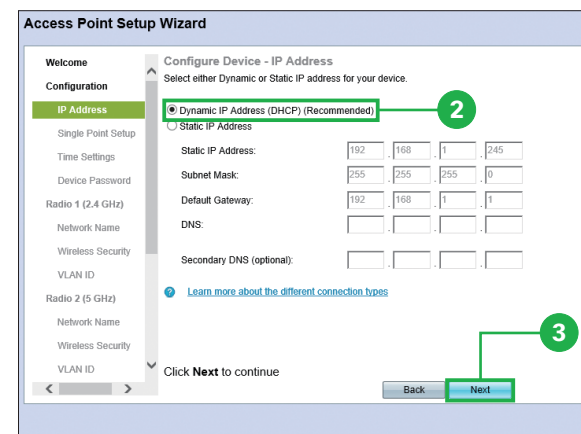 Access Point Setup Wizard
Welcome
Configuration
IP Address
Single Point Setup
Time Settings
Device Password
Radio 1 (2.4 GHz)
Network Name
Wireless Security
VLAN ID
Radio 2 (5 GHz)
Network Name
Wireless Security
VLAN ID
Configure Device - IP Address
Select either Dynamic or Static IP address for your device.
Dynamic IP Address (DHCP) (Recommended)
2
Static IP Address
Static IP Address: 192 . 168 . 1 . 245
Subnet Mask: 255 . 255 . 255 . 0
Default Gateway: 192 . 168 . 1 . 1
DNS: . . .
Secondary DNS (optional): . . .
? Learn more about the different connection types
3
Click Next to continue
Back Next